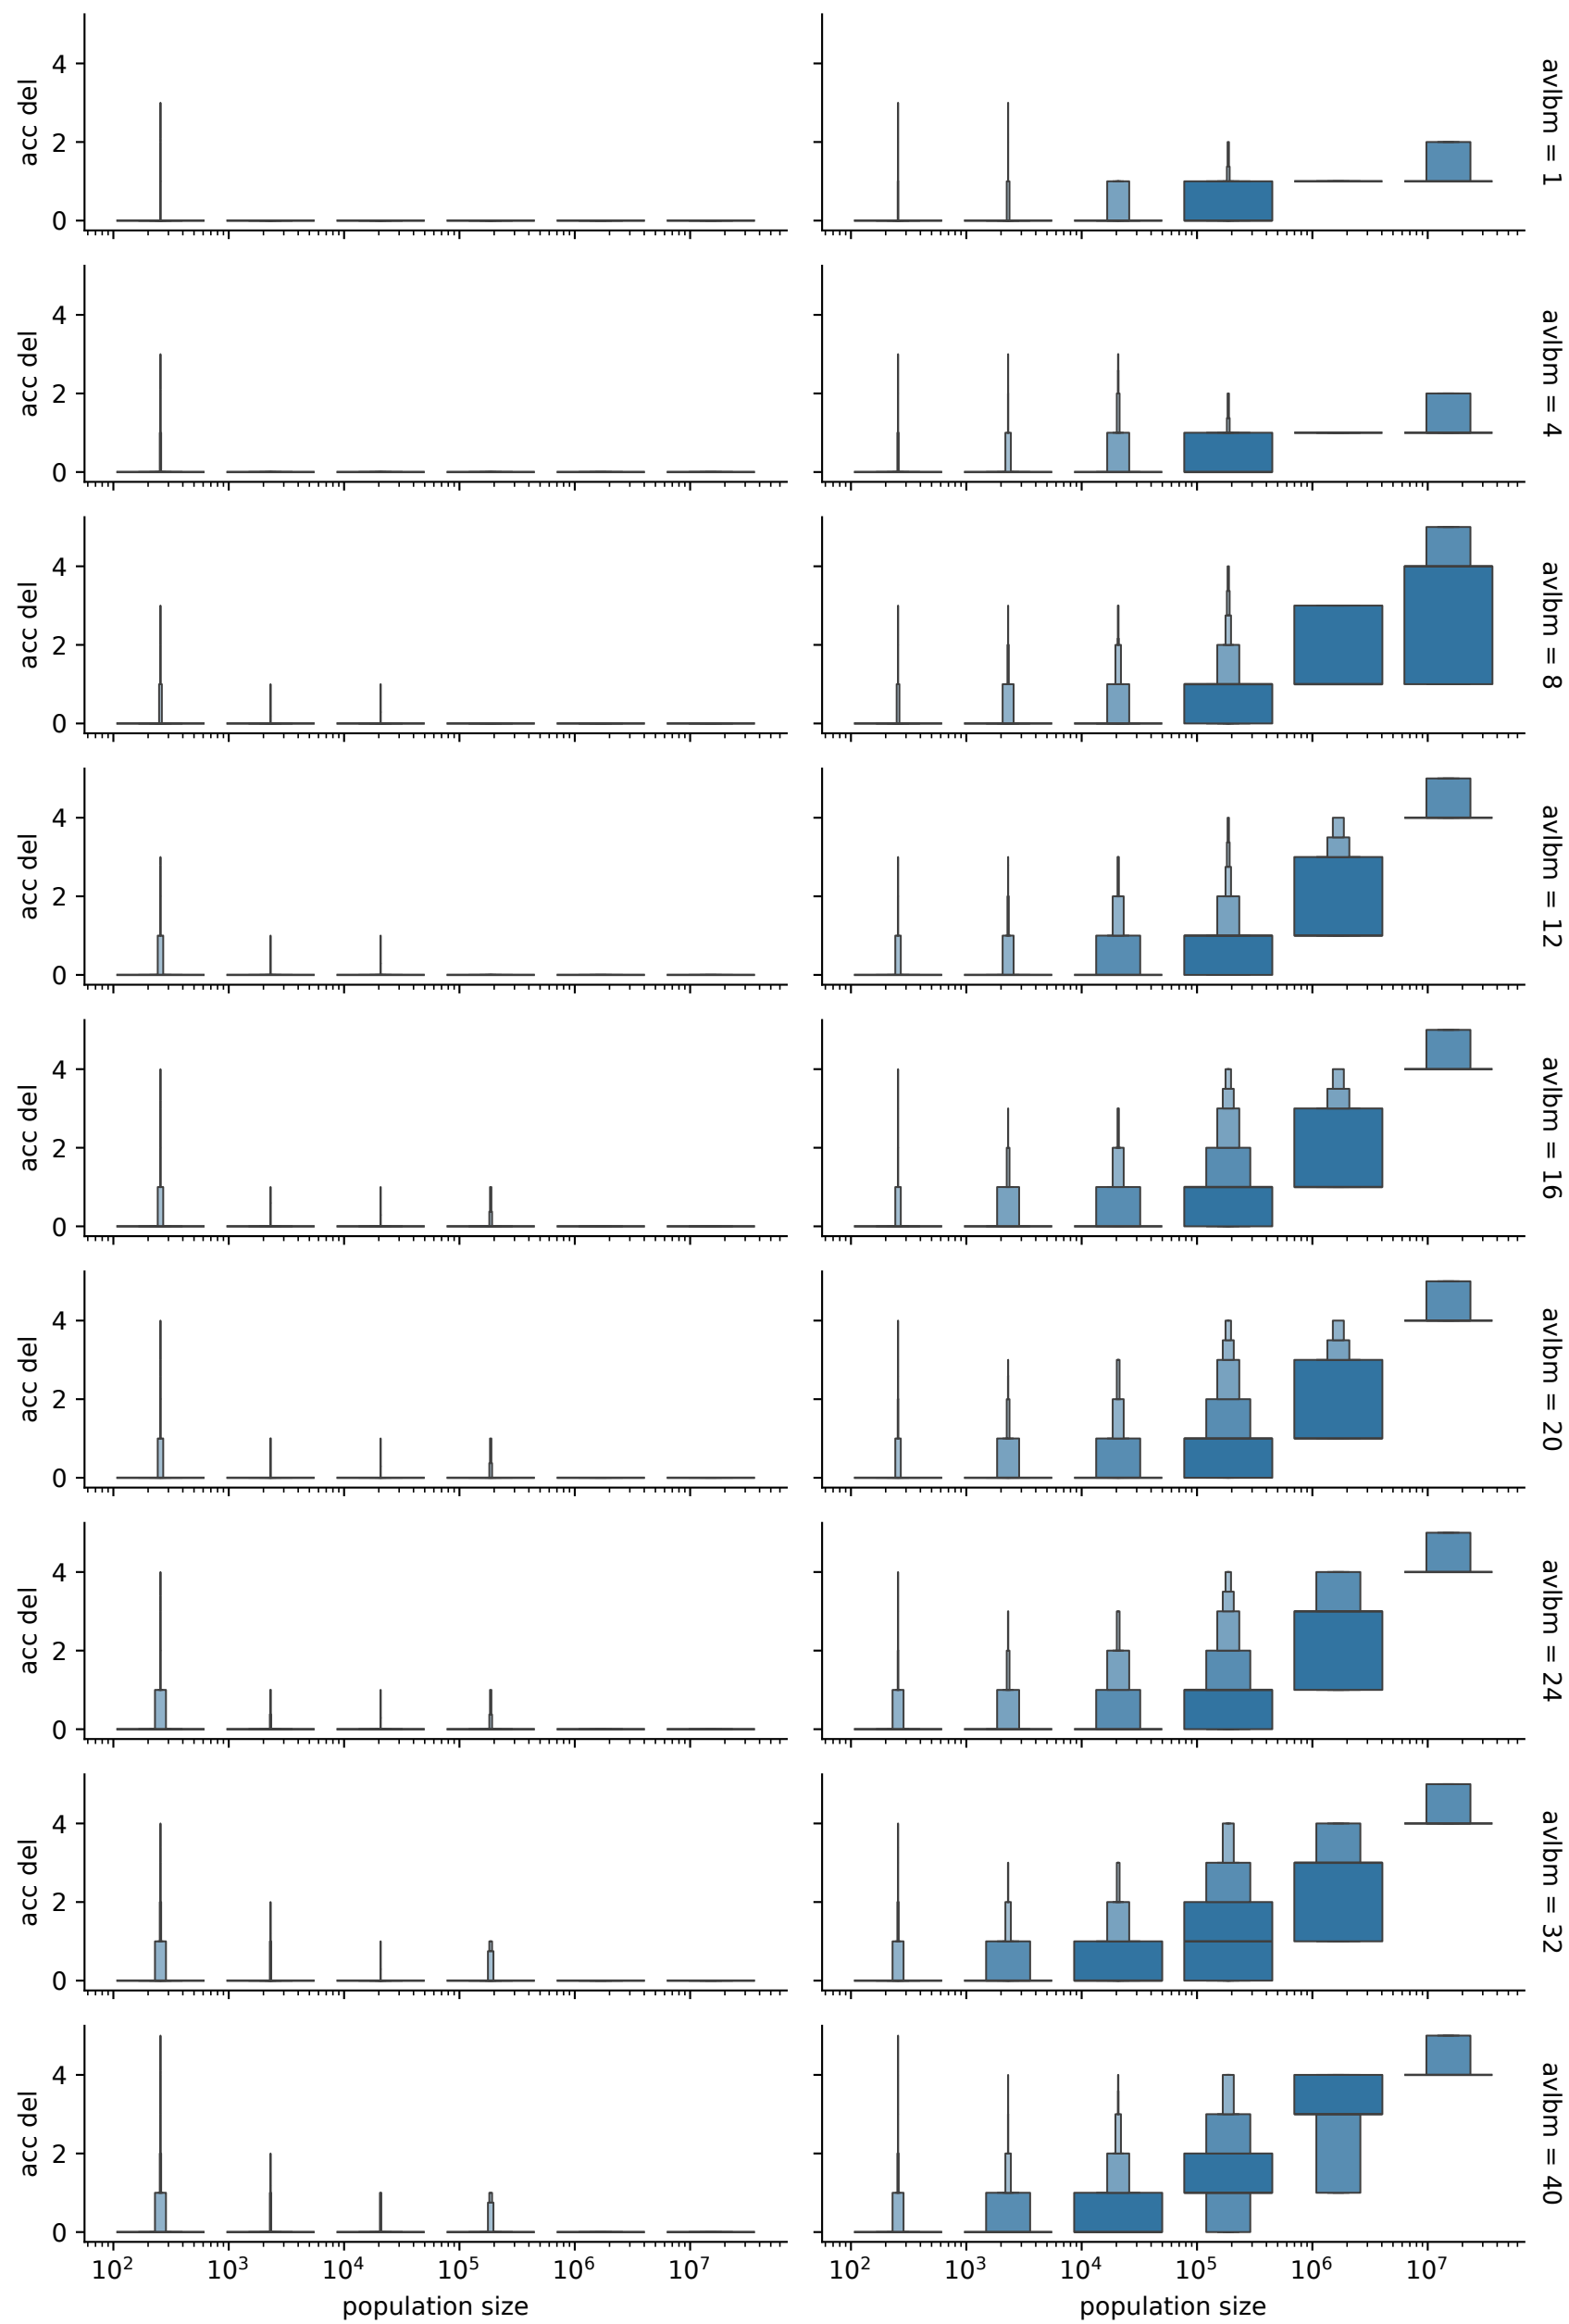 4
2
0
acc del
avlbm = 1
4
2
0
acc del
avlbm = 4
4
2
0
acc del
avlbm = 8
4
2
0
acc del
avlbm = 12
4
2
0
acc del
avlbm = 16
4
2
0
acc del
avlbm = 20
4
2
0
acc del
avlbm = 24
4
2
0
acc del
avlbm = 32
4
2
0
acc del
avlbm = 40
10² 10³ 10⁴ 10⁵ 10⁶ 10⁷
population size
10² 10³ 10⁴ 10⁵ 10⁶ 10⁷
population size